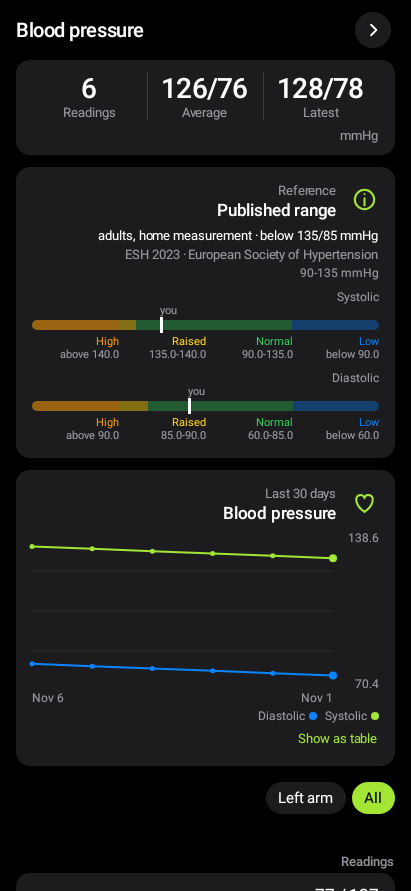 Blood pressure
6
Readings
126/76
Average
128/78
Latest
mmHg
Reference
Published range
adults, home measurement · below 135/85 mmHg
ESH 2023 · European Society of Hypertension
90-135 mmHg
Systolic
you
High
above 140.0
Raised
135.0-140.0
Normal
90.0-135.0
Low
below 90.0
Diastolic
you
High
above 90.0
Raised
85.0-90.0
Normal
60.0-85.0
Low
below 60.0
Last 30 days
Blood pressure
138.6
70.4
Nov 6
Nov 1
Diastolic
Systolic
Show as table
Left arm
All
Readings